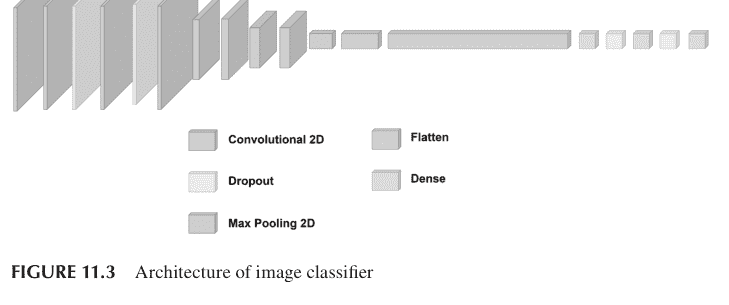 Convolutional 2D
Flatten
Dropout
Dense
Max Pooling 2D
FIGURE 11.3 Architecture of image classifier